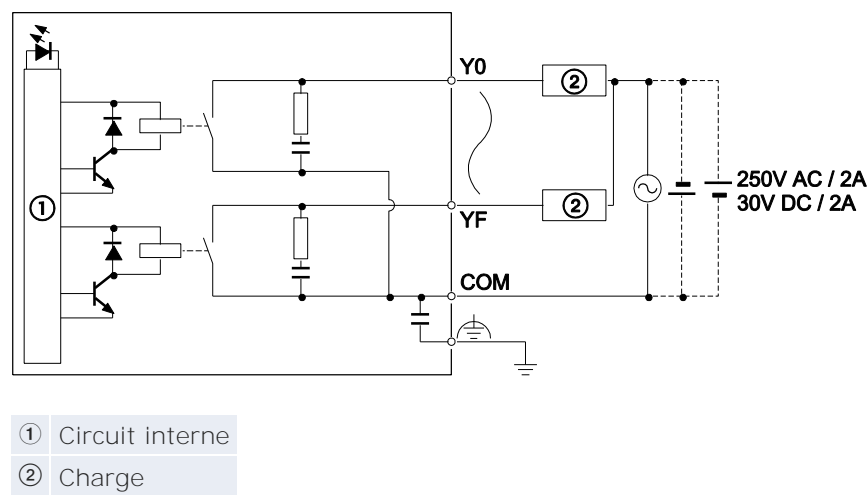 Y0
②
①
250V AC / 2A
30V DC / 2A
②
YF
COM
① Circuit interne
② Charge